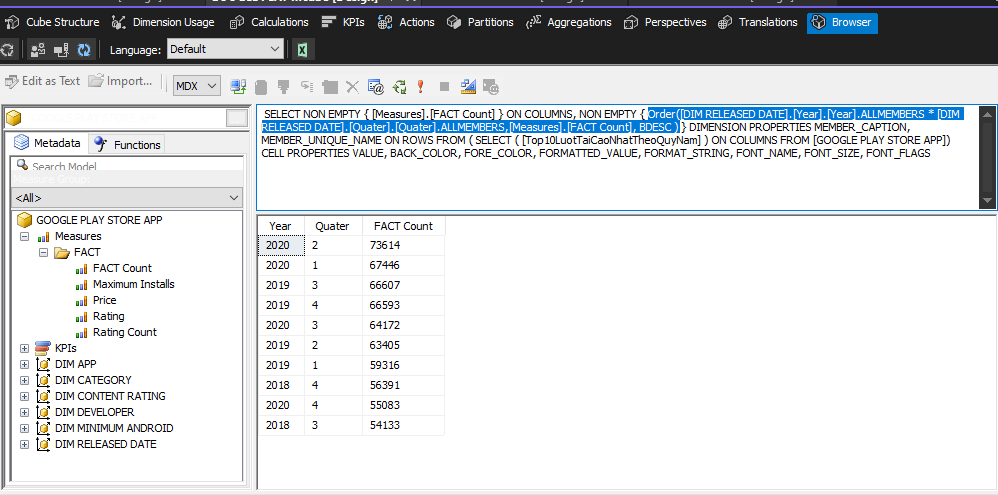 Cube Structure Dimension Usage Calculations KPIs Actions Partitions Aggregations Perspectives Translations Browser
Language: Default
Edit as Text Import... MDX
SELECT NON EMPTY { [Measures].[FACT Count] } ON COLUMNS, NON EMPTY { Order([DIM RELEASED DATE].[Year].[Year].ALLMEMBERS * [DIM
RELEASED DATE].[Quater].[Quater].ALLMEMBERS,[Measures].[FACT Count], BDESC ) } DIMENSION PROPERTIES MEMBER_CAPTION,
MEMBER_UNIQUE_NAME ON ROWS FROM ( SELECT ( [Top10LuotTaiCaoNhatTheoQuyNam] ) ON COLUMNS FROM [GOOGLE PLAY STORE APP])
CELL PROPERTIES VALUE, BACK_COLOR, FORE_COLOR, FORMATTED_VALUE, FORMAT_STRING, FONT_NAME, FONT_SIZE, FONT_FLAGS
Metadata Functions
Search Model
<All>
GOOGLE PLAY STORE APP
Measures
FACT
FACT Count
Maximum Installs
Price
Rating
Rating Count
KPIs
DIM APP
DIM CATEGORY
DIM CONTENT RATING
DIM DEVELOPER
DIM MINIMUM ANDROID
DIM RELEASED DATE
Year Quater FACT Count
2020 2 73614
2020 1 67446
2019 3 66607
2019 4 66593
2020 3 64172
2019 2 63405
2019 1 59316
2018 4 56391
2020 4 55083
2018 3 54133